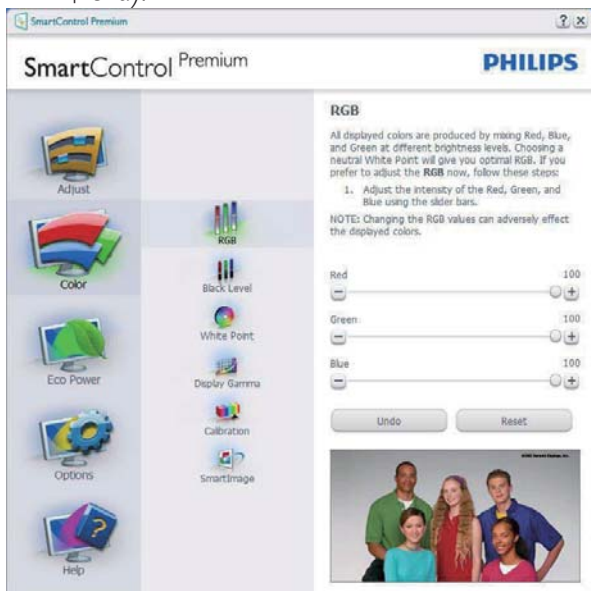 SmartControl Premium
SmartControl Premium
PHILIPS
Adjust
Color
Eco Power
Options
Help
RGB
Black Level
White Point
Display Gamma
Calibration
SmartImage
RGB
All displayed colors are produced by mixing Red, Blue,
and Green at different brightness levels. Choosing a
neutral White Point will give you optimal RGB. If you
prefer to adjust the RGB now, follow these steps:
1. Adjust the intensity of the Red, Green, and
Blue using the slider bars.
NOTE: Changing the RGB values can adversely effect
the displayed colors.
Red 100
Green 100
Blue 100
Undo Reset